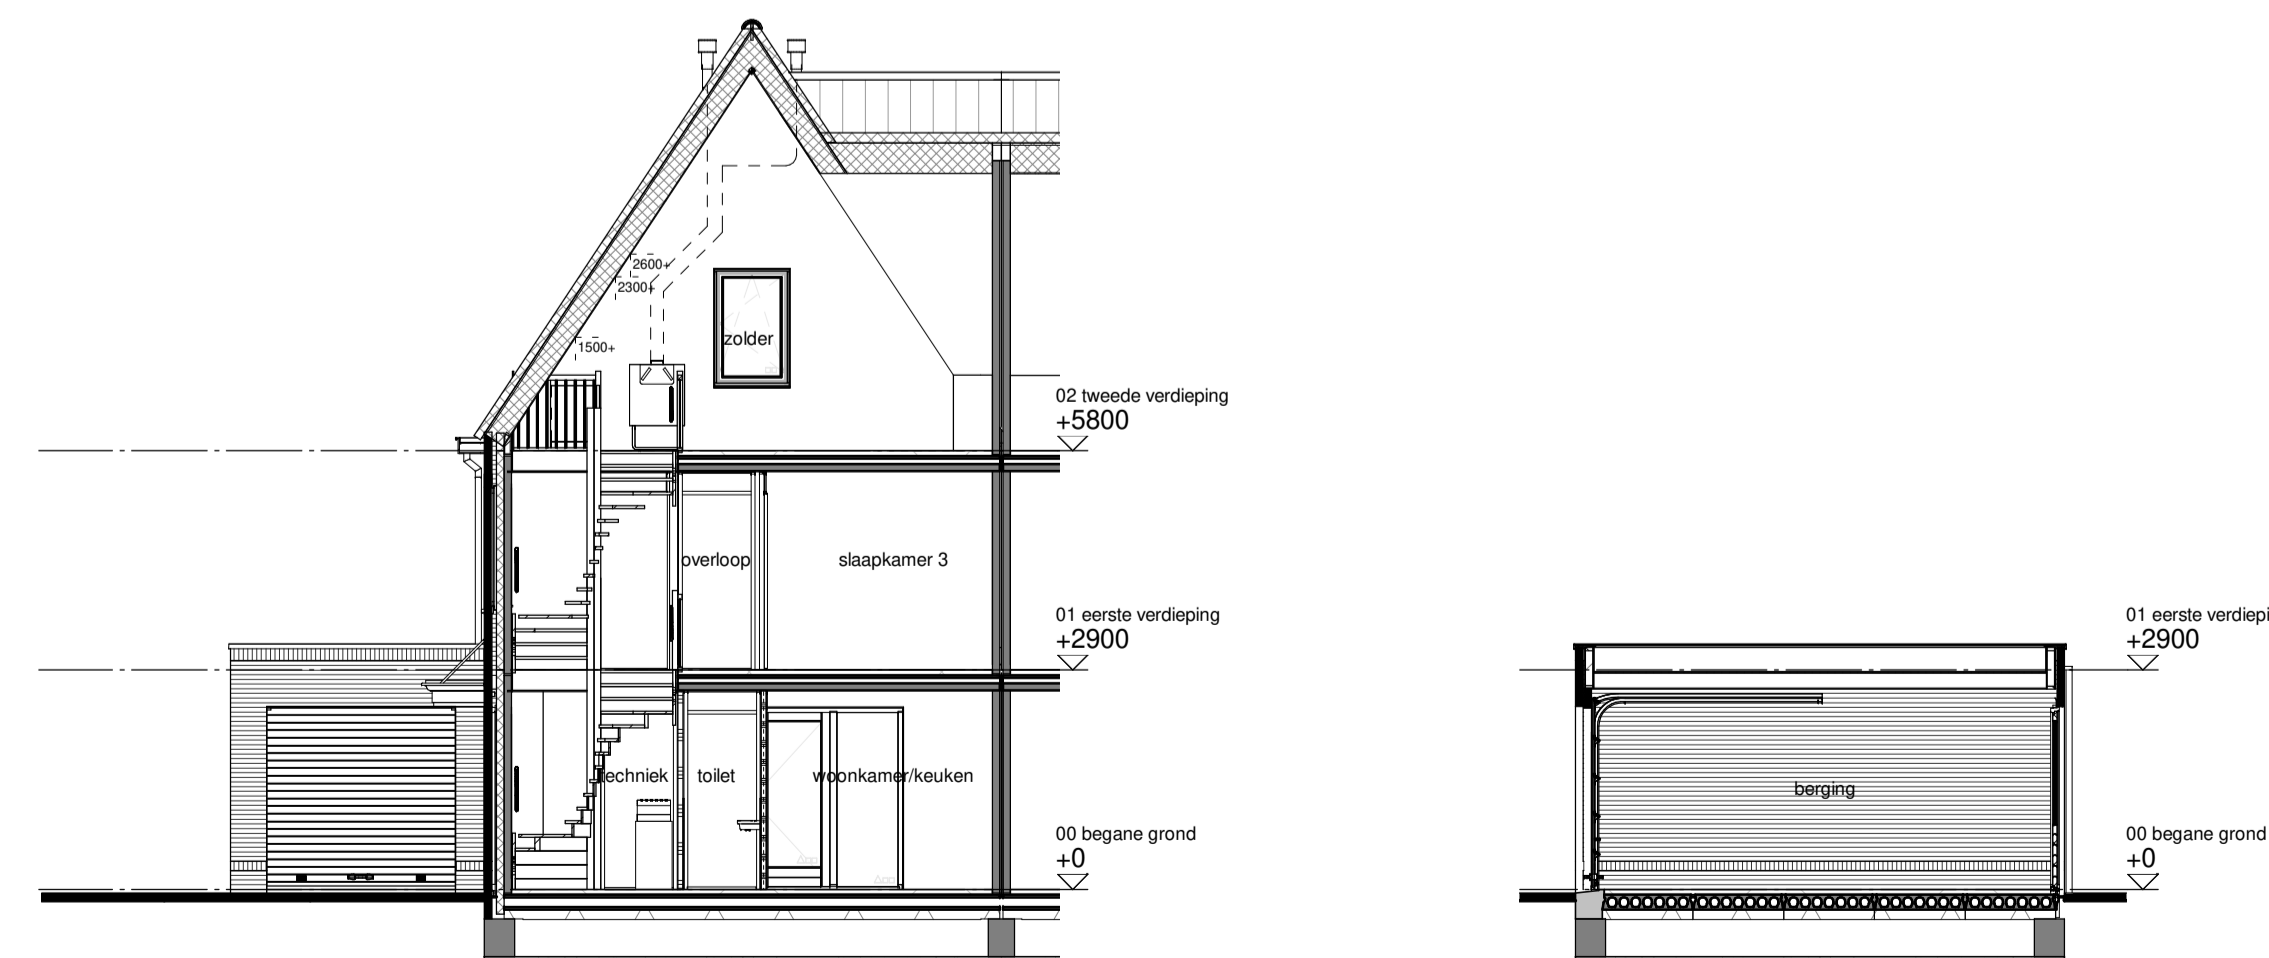 2600+
2300+
zolder
1500+
02 tweede verdieping
+5800
overloop
slaapkamer 3
01 eerste verdieping
+2900
techniek
toilet
woonkamer/keuken
00 begane grond
+0
01 eerste verdiepi
+2900
berging
00 begane grond
+0